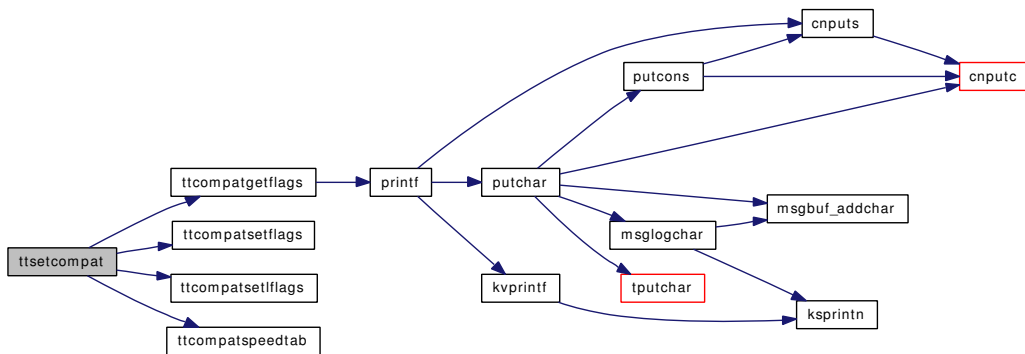 ttsetcompat
ttcompatgetflags
ttcompatsetflags
ttcompatsetlflags
ttcompatspeedtab
printf
putchar
kvprintf
cnputs
putcons
msglogchar
tputchar
cnputc
msgbuf_addchar
ksprintn